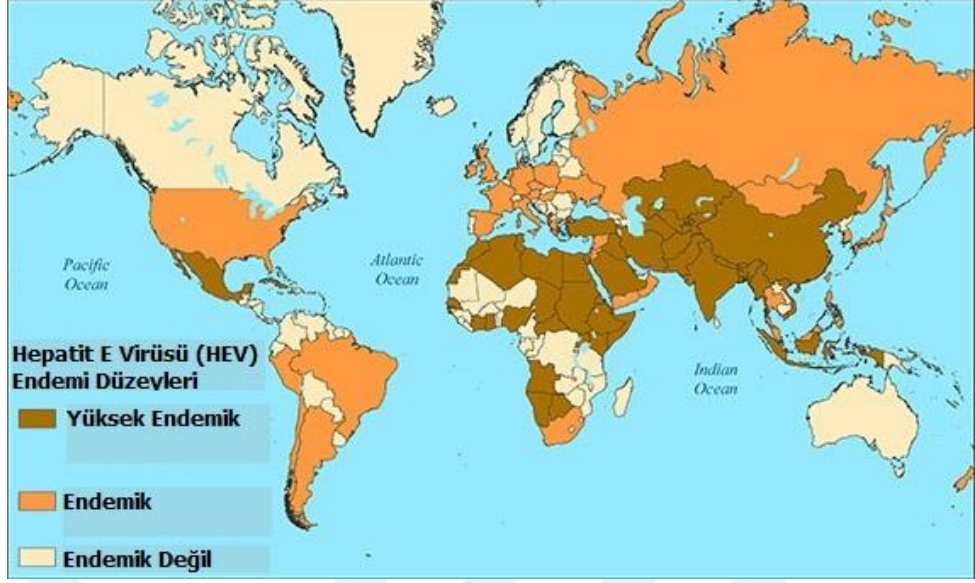 Pacific
Ocean
Atlantic
Ocean
Indian
Ocean
Hepatit E Virüsü (HEV)
Endemi Düzeyleri
Yüksek Endemik
Endemik
Endemik Değil